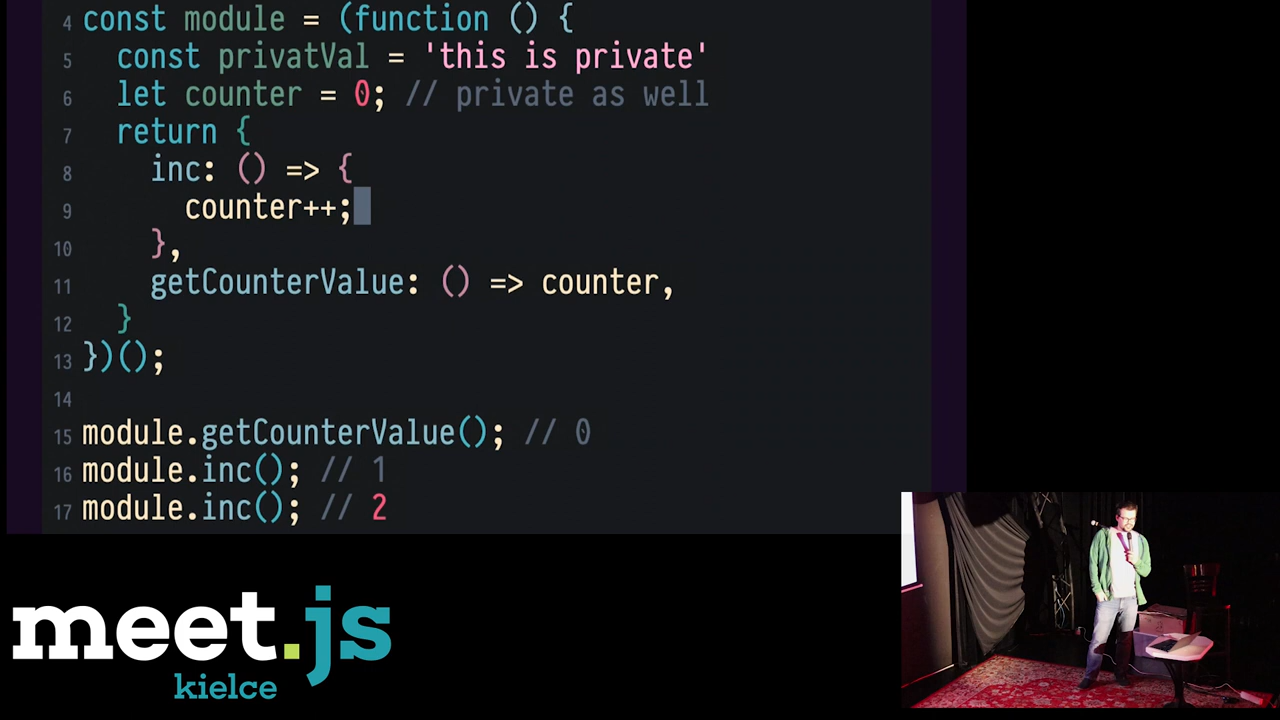 4 const module = (function () {
5 const privatVal = 'this is private'
6 let counter = 0; // private as well
7 return {
8 inc: () => {
9 counter++;
10 },
11 getCounterValue: () => counter,
12 }
13 })();
14
15 module.getCounterValue(); // 0
16 module.inc(); // 1
17 module.inc(); // 2
meet.js
kielce